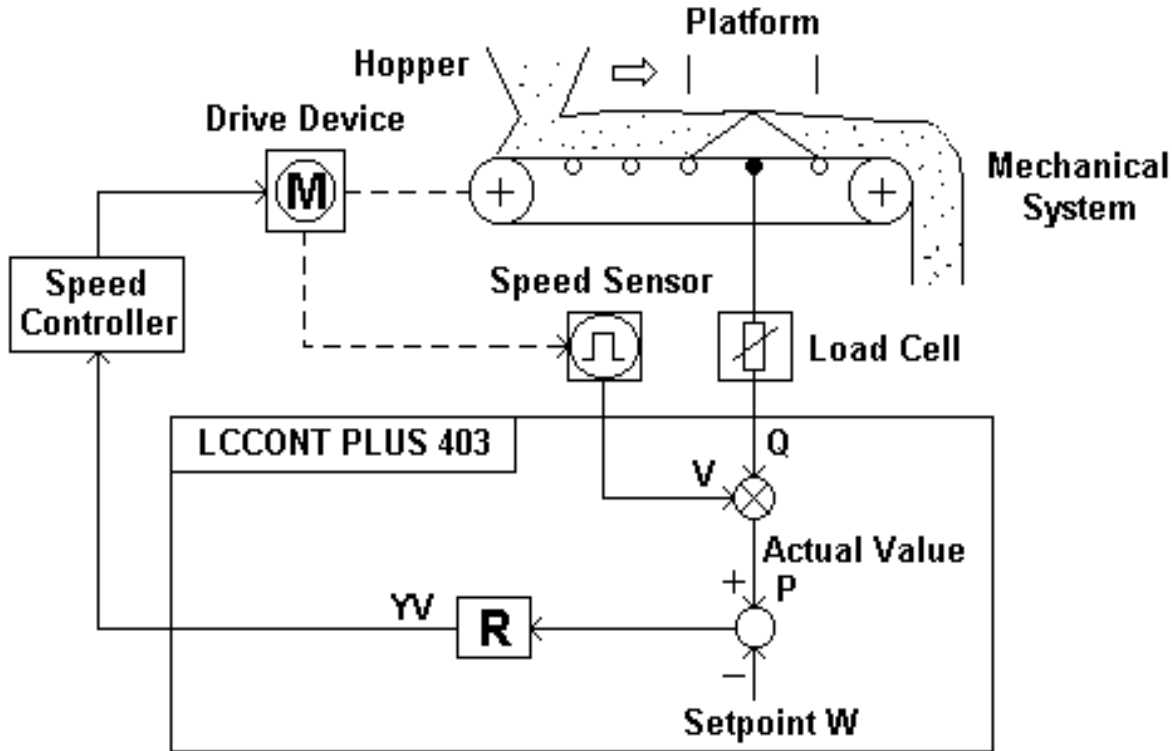 Platform
Hopper
Drive Device
M
Mechanical
System
Speed
Controller
Speed Sensor
Load Cell
LCCONT PLUS 403
Q
V
Actual Value
+
P
YV
R
−
Setpoint W